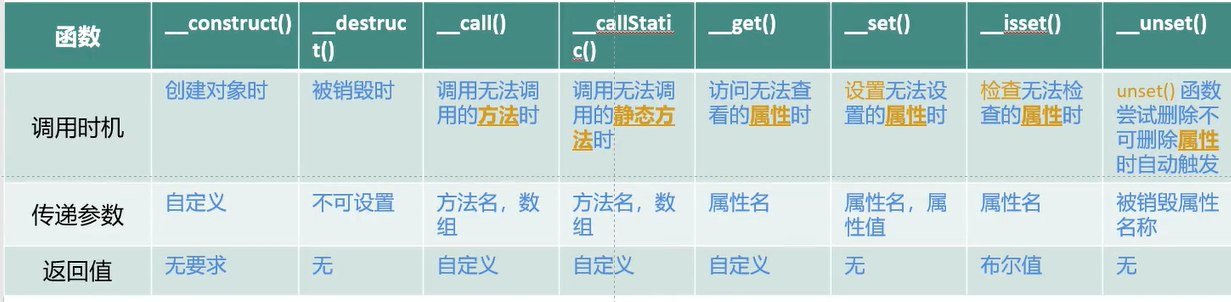 函数
__construct()
__destruc
t()
__call()
__callStati
c()
__get()
__set()
__isset()
__unset()
调用时机
创建对象时
被销毁时
调用无法调
用的方法时
调用无法调
用的静态方
法时
访问无法查
看的属性时
设置无法设
置的属性时
检查无法检
查的属性时
unset() 函数
尝试删除不
可删除属性
时自动触发
传递参数
自定义
不可设置
方法名，数
组
方法名，数
组
属性名
属性名，属
性值
属性名
被销毁属性
名称
返回值
无要求
无
自定义
自定义
自定义
无
布尔值
无